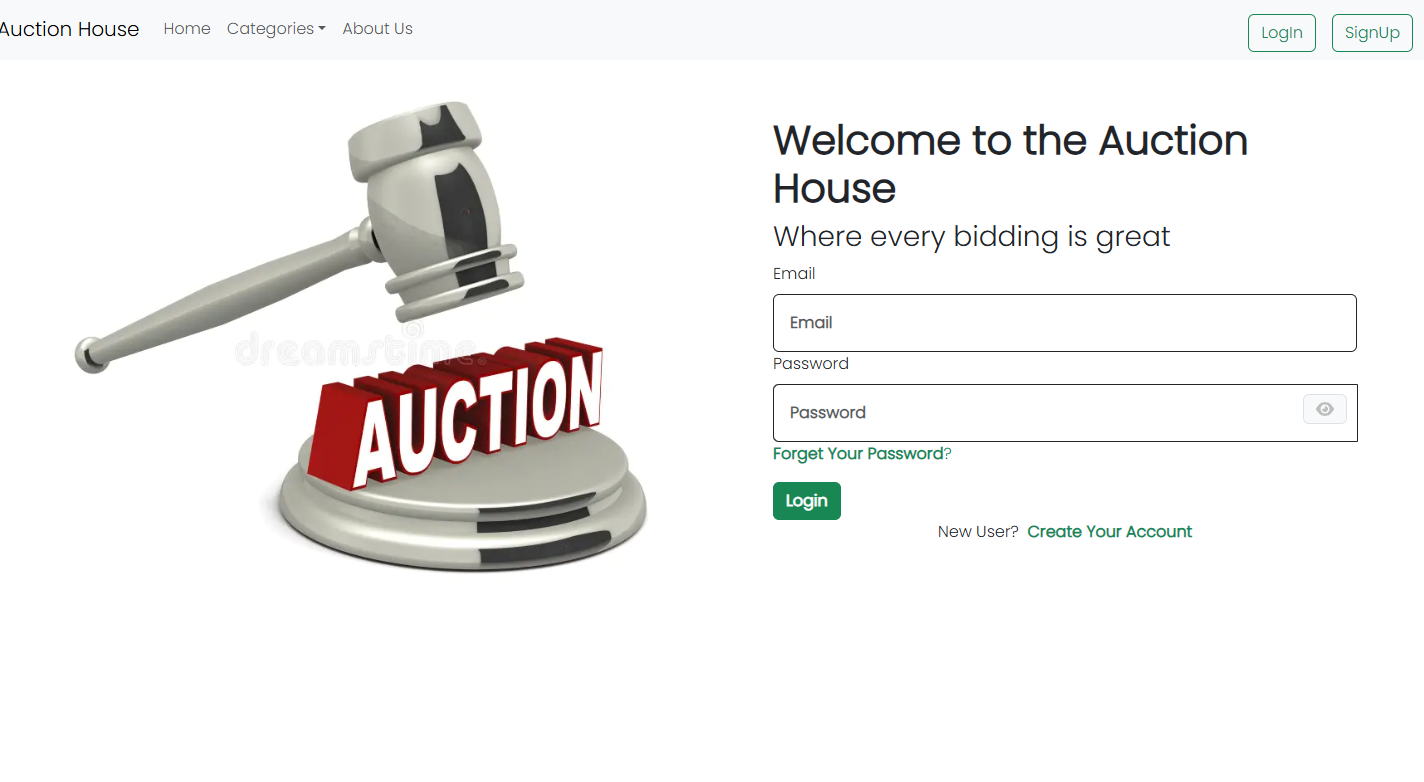 Auction House Home Categories About Us LogIn SignUp
Welcome to the Auction
House
Where every bidding is great
Email
Email
Password
Password
Forget Your Password?
Login
New User? Create Your Account
dreamstime.
AUCTION